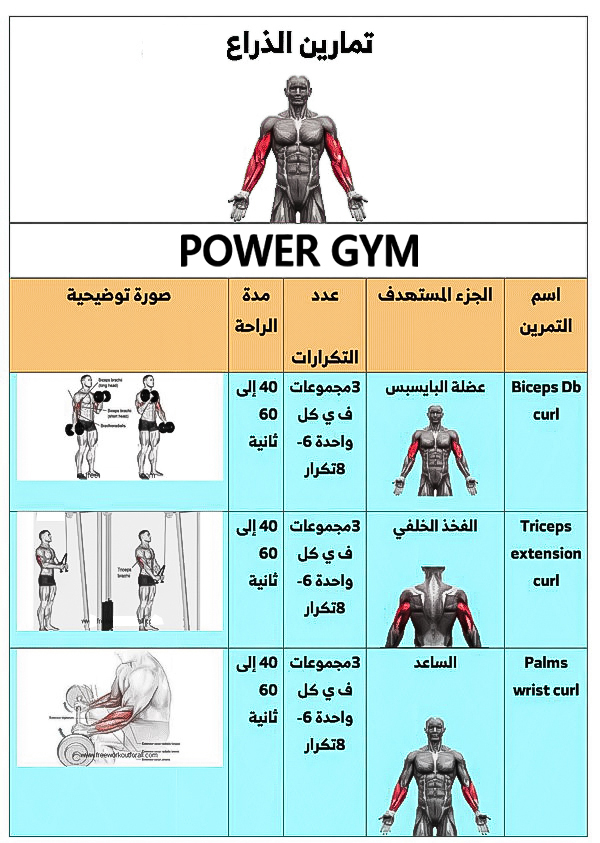 تمارين الذراع
POWER GYM
اسم
التمرين
الجزء المستهدف
عدد
التكرارات
مدة
الراحة
صورة توضيحية
Biceps Db
curl
عضلة البايسبس
3مجموعات
ف ي كل
واحدة 6-
8تكرار
40 إلى
60
ثانية
Biceps brachii
(long head)
Biceps brachii
(short head)
Brachioradialis
Triceps
extension
curl
الفخذ الخلفي
3مجموعات
ف ي كل
واحدة 6-
8تكرار
40 إلى
60
ثانية
Triceps
brachii
Palms
wrist curl
الساعد
3مجموعات
ف ي كل
واحدة 6-
8تكرار
40 إلى
60
ثانية
www.freeworkoutforall.com